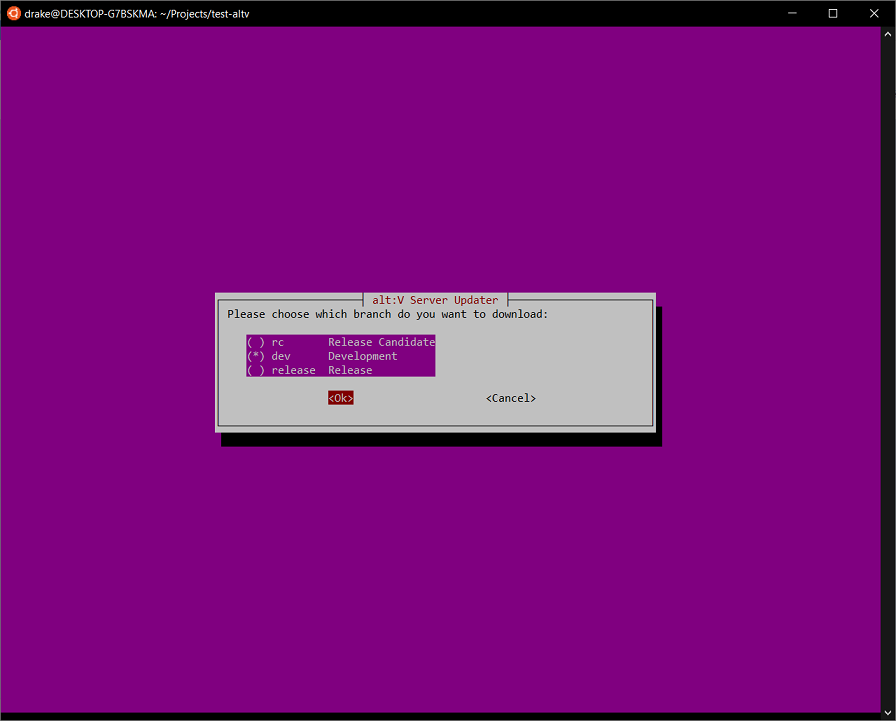 drake@DESKTOP-G7BSKMA: ~/Projects/test-altv
alt:V Server Updater
Please choose which branch do you want to download:
( ) rc Release Candidate
(*) dev Development
( ) release Release
<Ok> <Cancel>